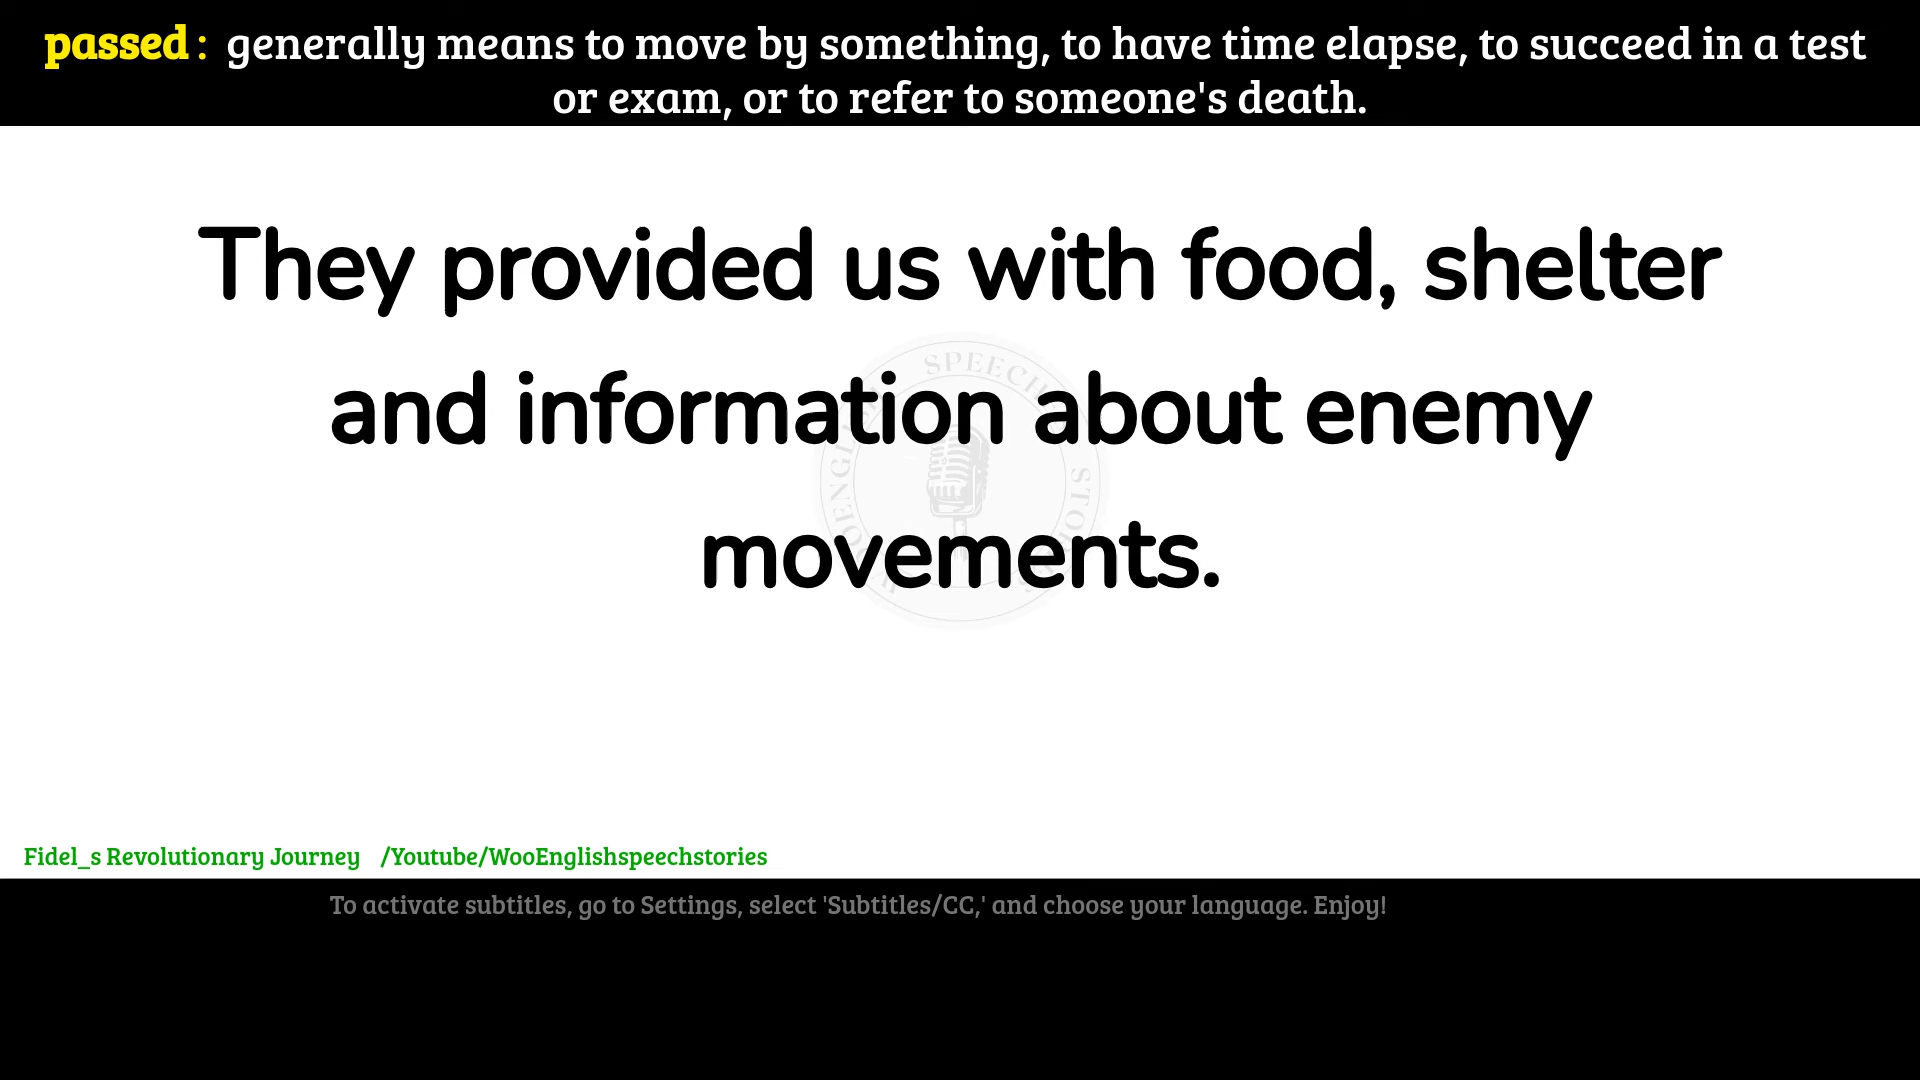 passed : generally means to move by something, to have time elapse, to succeed in a test
or exam, or to refer to someone's death.
They provided us with food, shelter
and information about enemy
movements.
Fidel_s Revolutionary Journey /Youtube/WooEnglishspeechstories
To activate subtitles, go to Settings, select 'Subtitles/CC,' and choose your language. Enjoy!